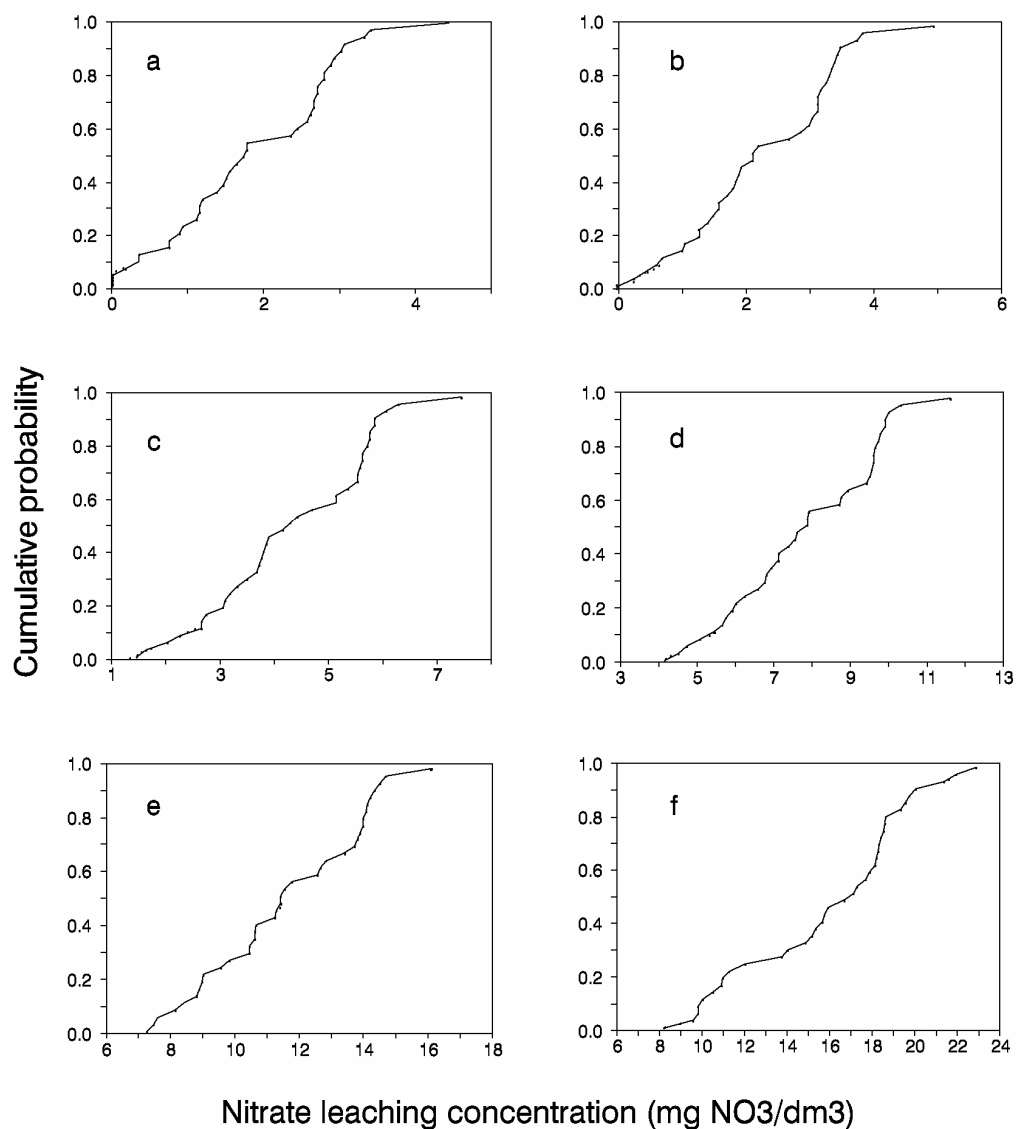 1.0
0.8
0.6
0.4
0.2
0.0
a
0 2 4
1.0
0.8
0.6
0.4
0.2
0.0
b
0 2 4 6
Cumulative probability
1.0
0.8
0.6
0.4
0.2
0.0
c
1 3 5 7
1.0
0.8
0.6
0.4
0.2
0.0
d
3 5 7 9 11 13
1.0
0.8
0.6
0.4
0.2
0.0
e
6 8 10 12 14 16 18
1.0
0.8
0.6
0.4
0.2
0.0
f
6 8 10 12 14 16 18 20 22 24
Nitrate leaching concentration (mg NO3/dm3)